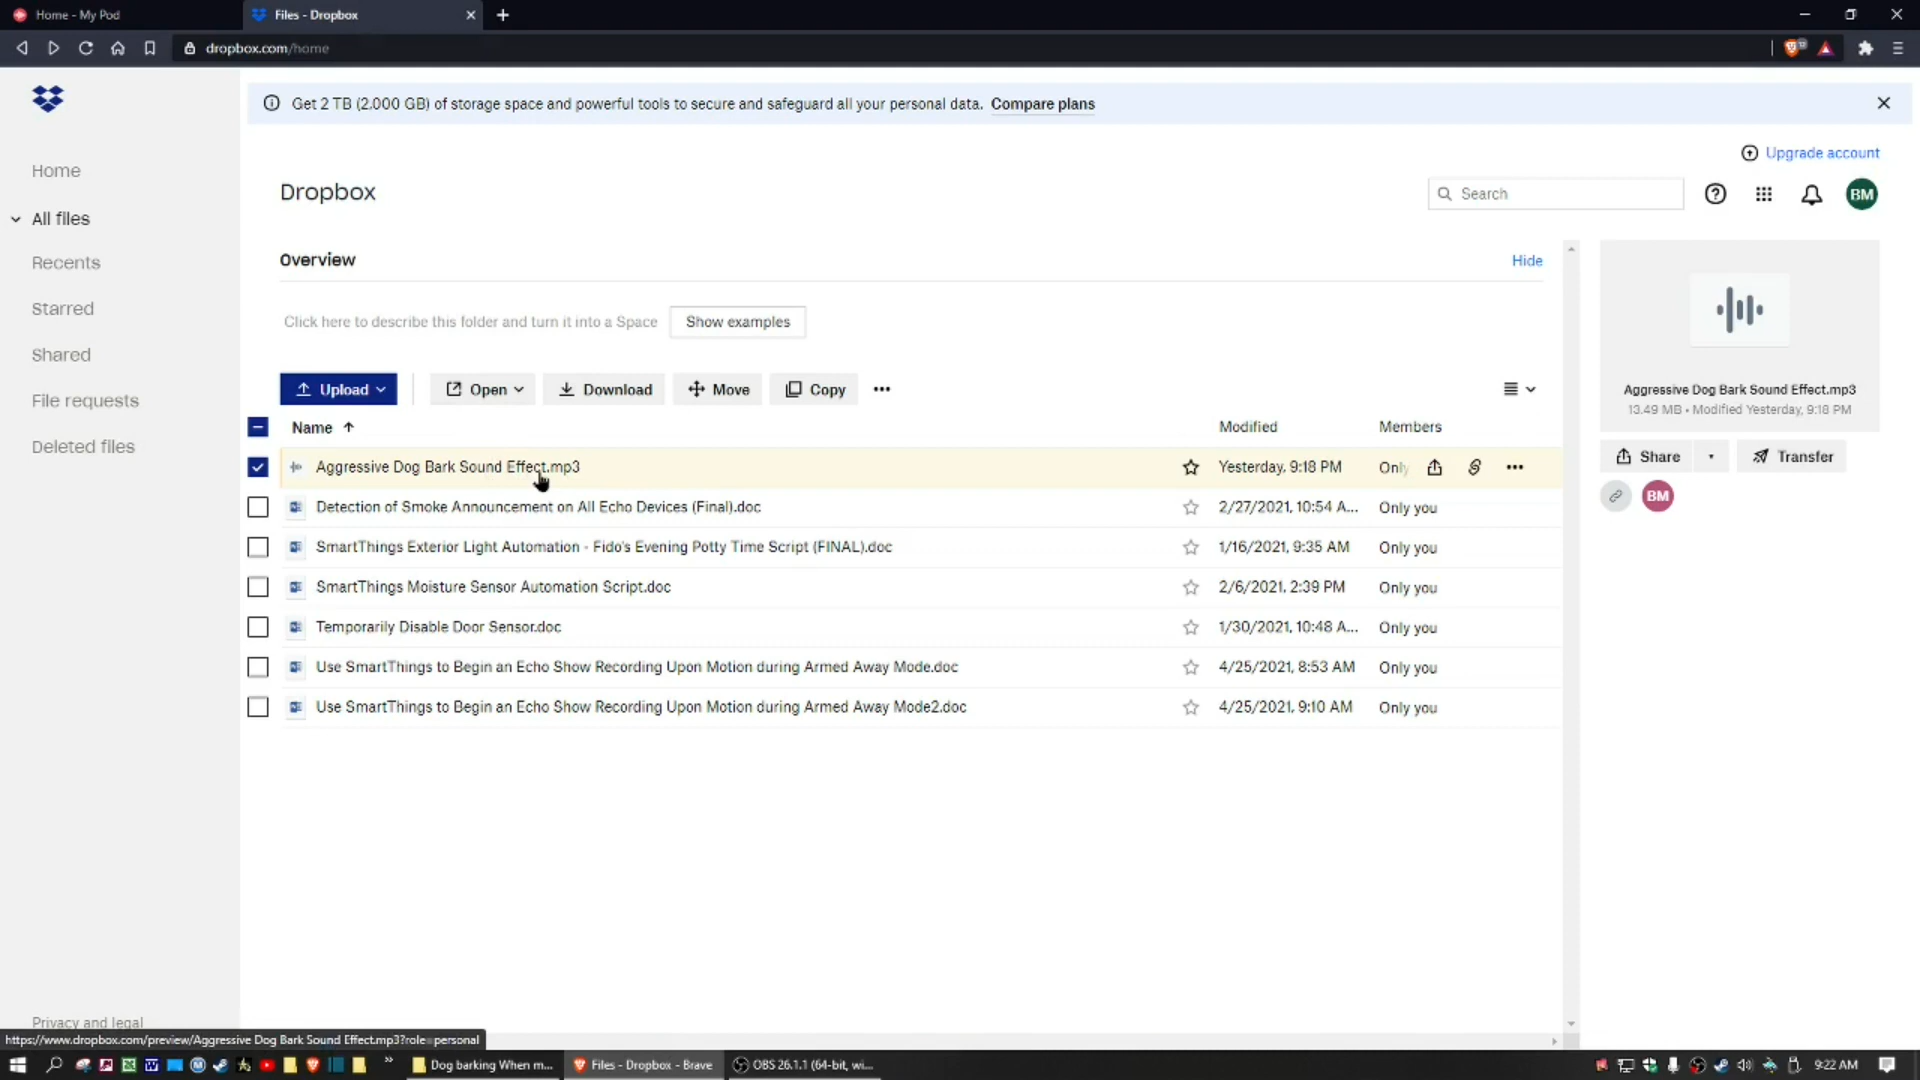 Home - My Pod
Files - Dropbox
dropbox.com/home
Get 2 TB (2,000 GB) of storage space and powerful tools to secure and safeguard all your personal data. Compare plans
Upgrade account
Dropbox
Search
BM
Home
All files
Recents
Starred
Shared
File requests
Deleted files
Overview
Hide
Click here to describe this folder and turn it into a Space
Show examples
Upload
Open
Download
Move
Copy
Name
Modified
Members
Aggressive Dog Bark Sound Effect.mp3
Yesterday, 9:18 PM
Only
Detection of Smoke Announcement on All Echo Devices (Final).doc
2/27/2021, 10:54 A...
Only you
SmartThings Exterior Light Automation - Fido's Evening Potty Time Script (FINAL).doc
1/16/2021, 9:35 AM
Only you
SmartThings Moisture Sensor Automation Script.doc
2/6/2021, 2:39 PM
Only you
Temporarily Disable Door Sensor.doc
1/30/2021, 10:48 A...
Only you
Use SmartThings to Begin an Echo Show Recording Upon Motion during Armed Away Mode.doc
4/25/2021, 8:53 AM
Only you
Use SmartThings to Begin an Echo Show Recording Upon Motion during Armed Away Mode2.doc
4/25/2021, 9:10 AM
Only you
Aggressive Dog Bark Sound Effect.mp3
13.49 MB • Modified Yesterday, 9:18 PM
Share
Transfer
BM
Privacy and legal
https://www.dropbox.com/preview/Aggressive Dog Bark Sound Effect.mp3?role=personal
Dog barking When m...
Files - Dropbox - Brave
OBS 26.1.1 (64-bit, wi...
9:22 AM